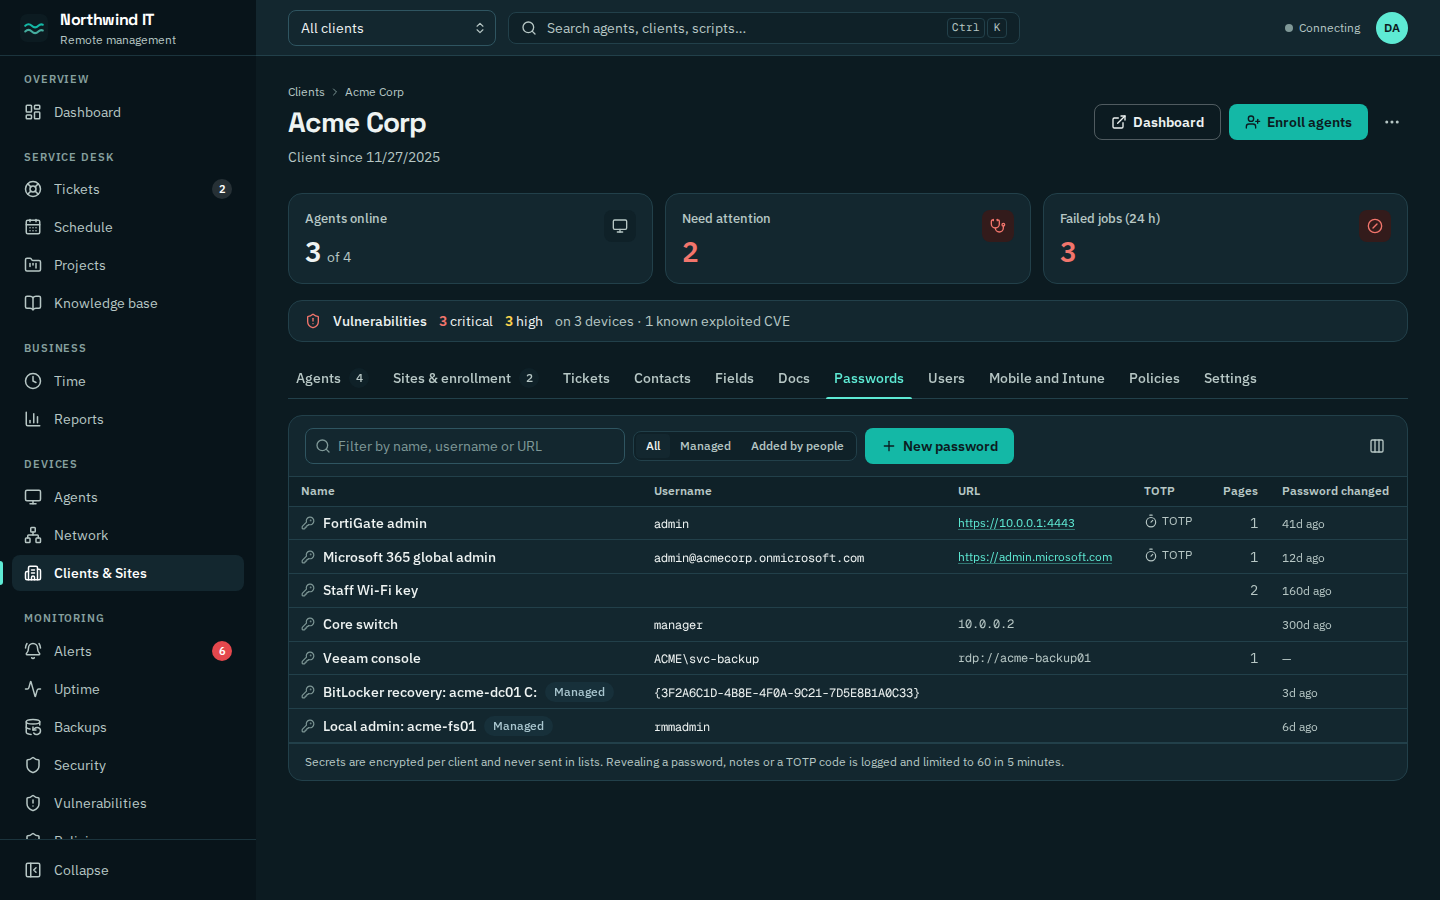 Northwind IT
Remote management
All clients
Search agents, clients, scripts...
Ctrl K
Connecting
DA
OVERVIEW
Dashboard
SERVICE DESK
Tickets 2
Schedule
Projects
Knowledge base
BUSINESS
Time
Reports
DEVICES
Agents
Network
Clients & Sites
MONITORING
Alerts 6
Uptime
Backups
Security
Vulnerabilities
Collapse
Clients > Acme Corp
Acme Corp
Client since 11/27/2025
Dashboard
Enroll agents
Agents online
3 of 4
Need attention
2
Failed jobs (24 h)
3
Vulnerabilities 3 critical 3 high on 3 devices · 1 known exploited CVE
Agents 4 Sites & enrollment 2 Tickets Contacts Fields Docs Passwords Users Mobile and Intune Policies Settings
Filter by name, username or URL
All Managed Added by people
New password
Name Username URL TOTP Pages Password changed
FortiGate admin admin https://10.0.0.1:4443 TOTP 1 41d ago
Microsoft 365 global admin admin@acmecorp.onmicrosoft.com https://admin.microsoft.com TOTP 1 12d ago
Staff Wi-Fi key 2 160d ago
Core switch manager 10.0.0.2 300d ago
Veeam console ACME\svc-backup rdp://acme-backup01 1 —
BitLocker recovery: acme-dc01 C: Managed {3F2A6C1D-4B8E-4F0A-9C21-7D5E8B1A0C33} 3d ago
Local admin: acme-fs01 Managed rmmadmin 6d ago
Secrets are encrypted per client and never sent in lists. Revealing a password, notes or a TOTP code is logged and limited to 60 in 5 minutes.